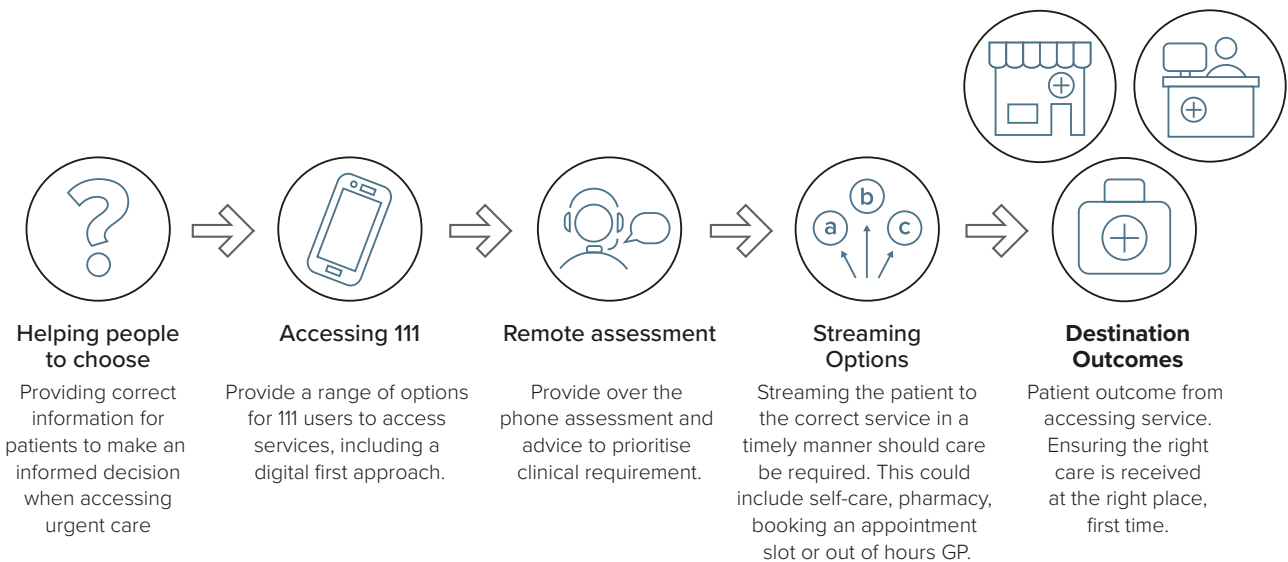 a
b
c
Helping people
to choose
Providing correct
information for
patients to make an
informed decision
when accessing
urgent care
Accessing 111
Provide a range of options
for 111 users to access
services, including a
digital first approach.
Remote assessment
Provide over the
phone assessment and
advice to prioritise
clinical requirement.
Streaming
Options
Streaming the patient to
the correct service in a
timely manner should care
be required. This could
include self-care, pharmacy,
booking an appointment
slot or out of hours GP.
Destination
Outcomes
Patient outcome from
accessing service.
Ensuring the right
care is received
at the right place,
first time.